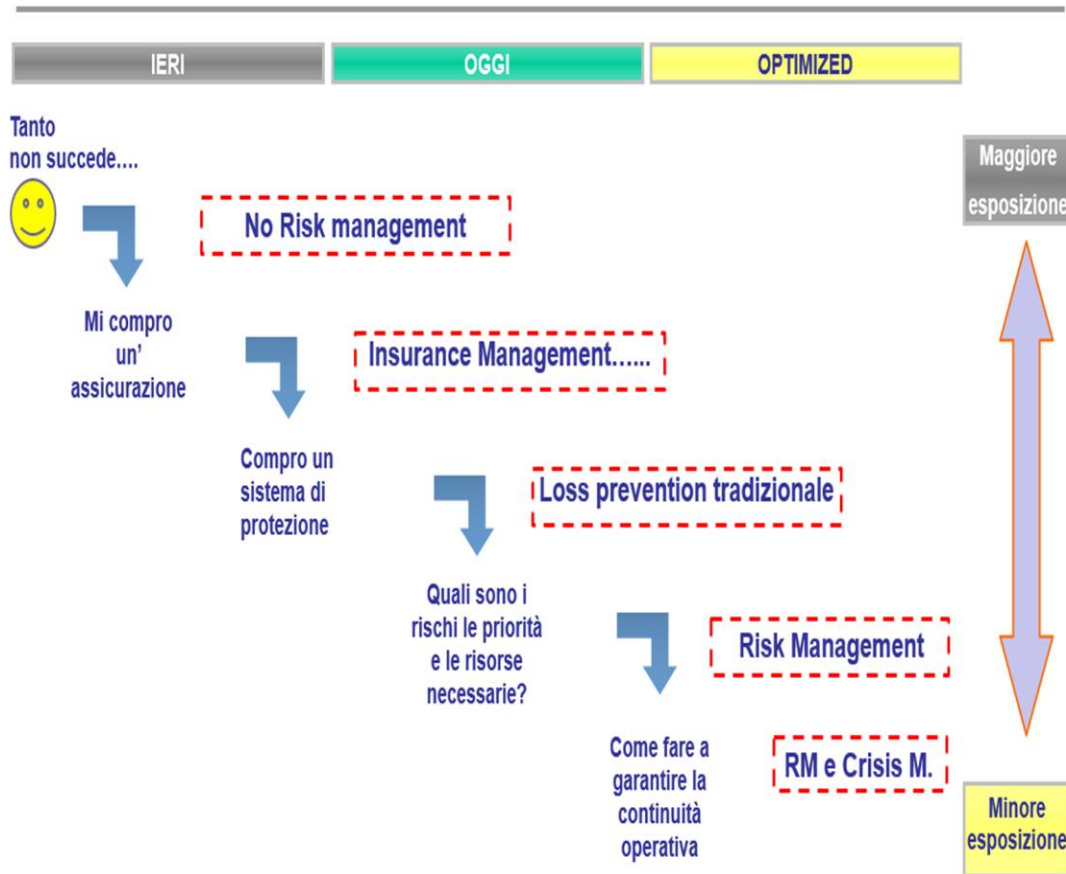 IERI
OGGI
OPTIMIZED
Tanto
non succede....
Maggiore
esposizione
No Risk management
Mi compro
un’
assicurazione
Insurance Management…...
Compro un
sistema di
protezione
Loss prevention tradizionale
Quali sono i
rischi le priorità
e le risorse
necessarie?
Risk Management
Come fare a
garantire la
continuità
operativa
RM e Crisis M.
Minore
esposizione